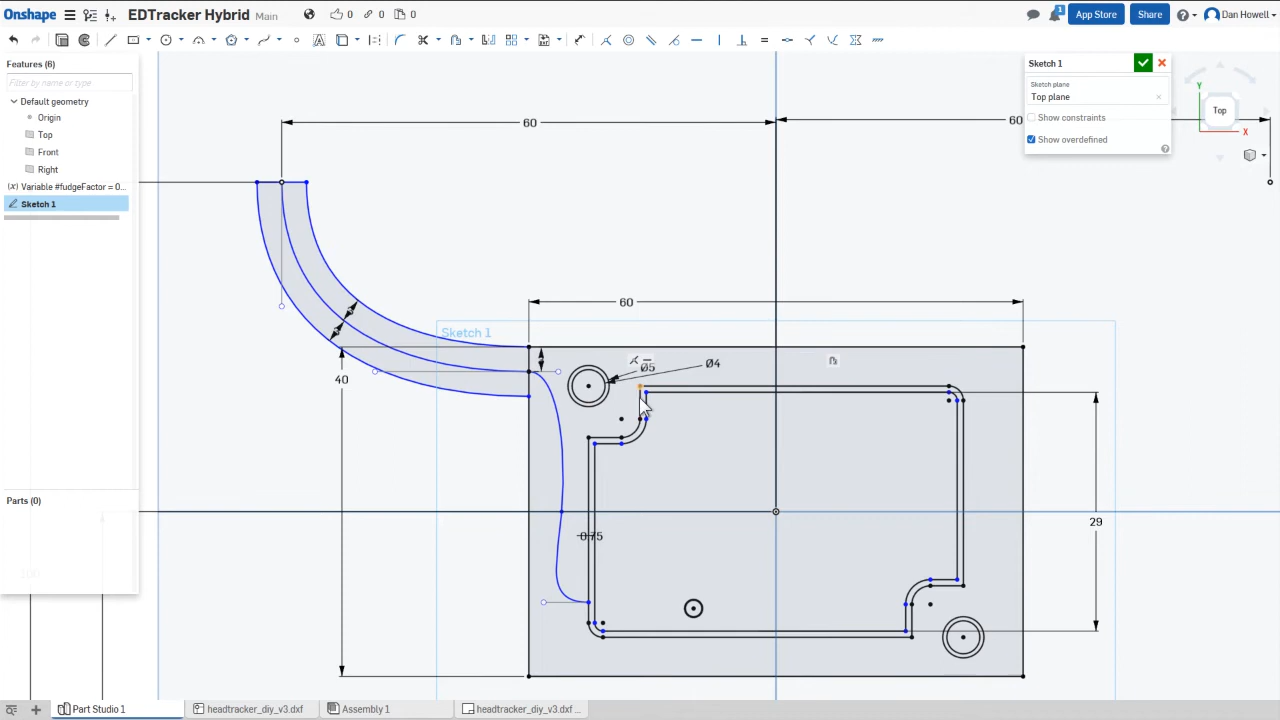 Onshape
EDTracker Hybrid
Main
0
0
0
1
App Store
Share
Dan Howell
Features (6)
Filter by name or type
Default geometry
Origin
Top
Front
Right
(x) Variable #fudgeFactor = 0...
Sketch 1
Parts (0)
Sketch 1
Sketch plane
Top plane
Show constraints
Show overdefined
Y
Top
X
60
60
60
Sketch 1
Ø5
Ø4
40
29
0.75
Part Studio 1
headtracker_diy_v3.dxf
Assembly 1
headtracker_diy_v3.dxf ...